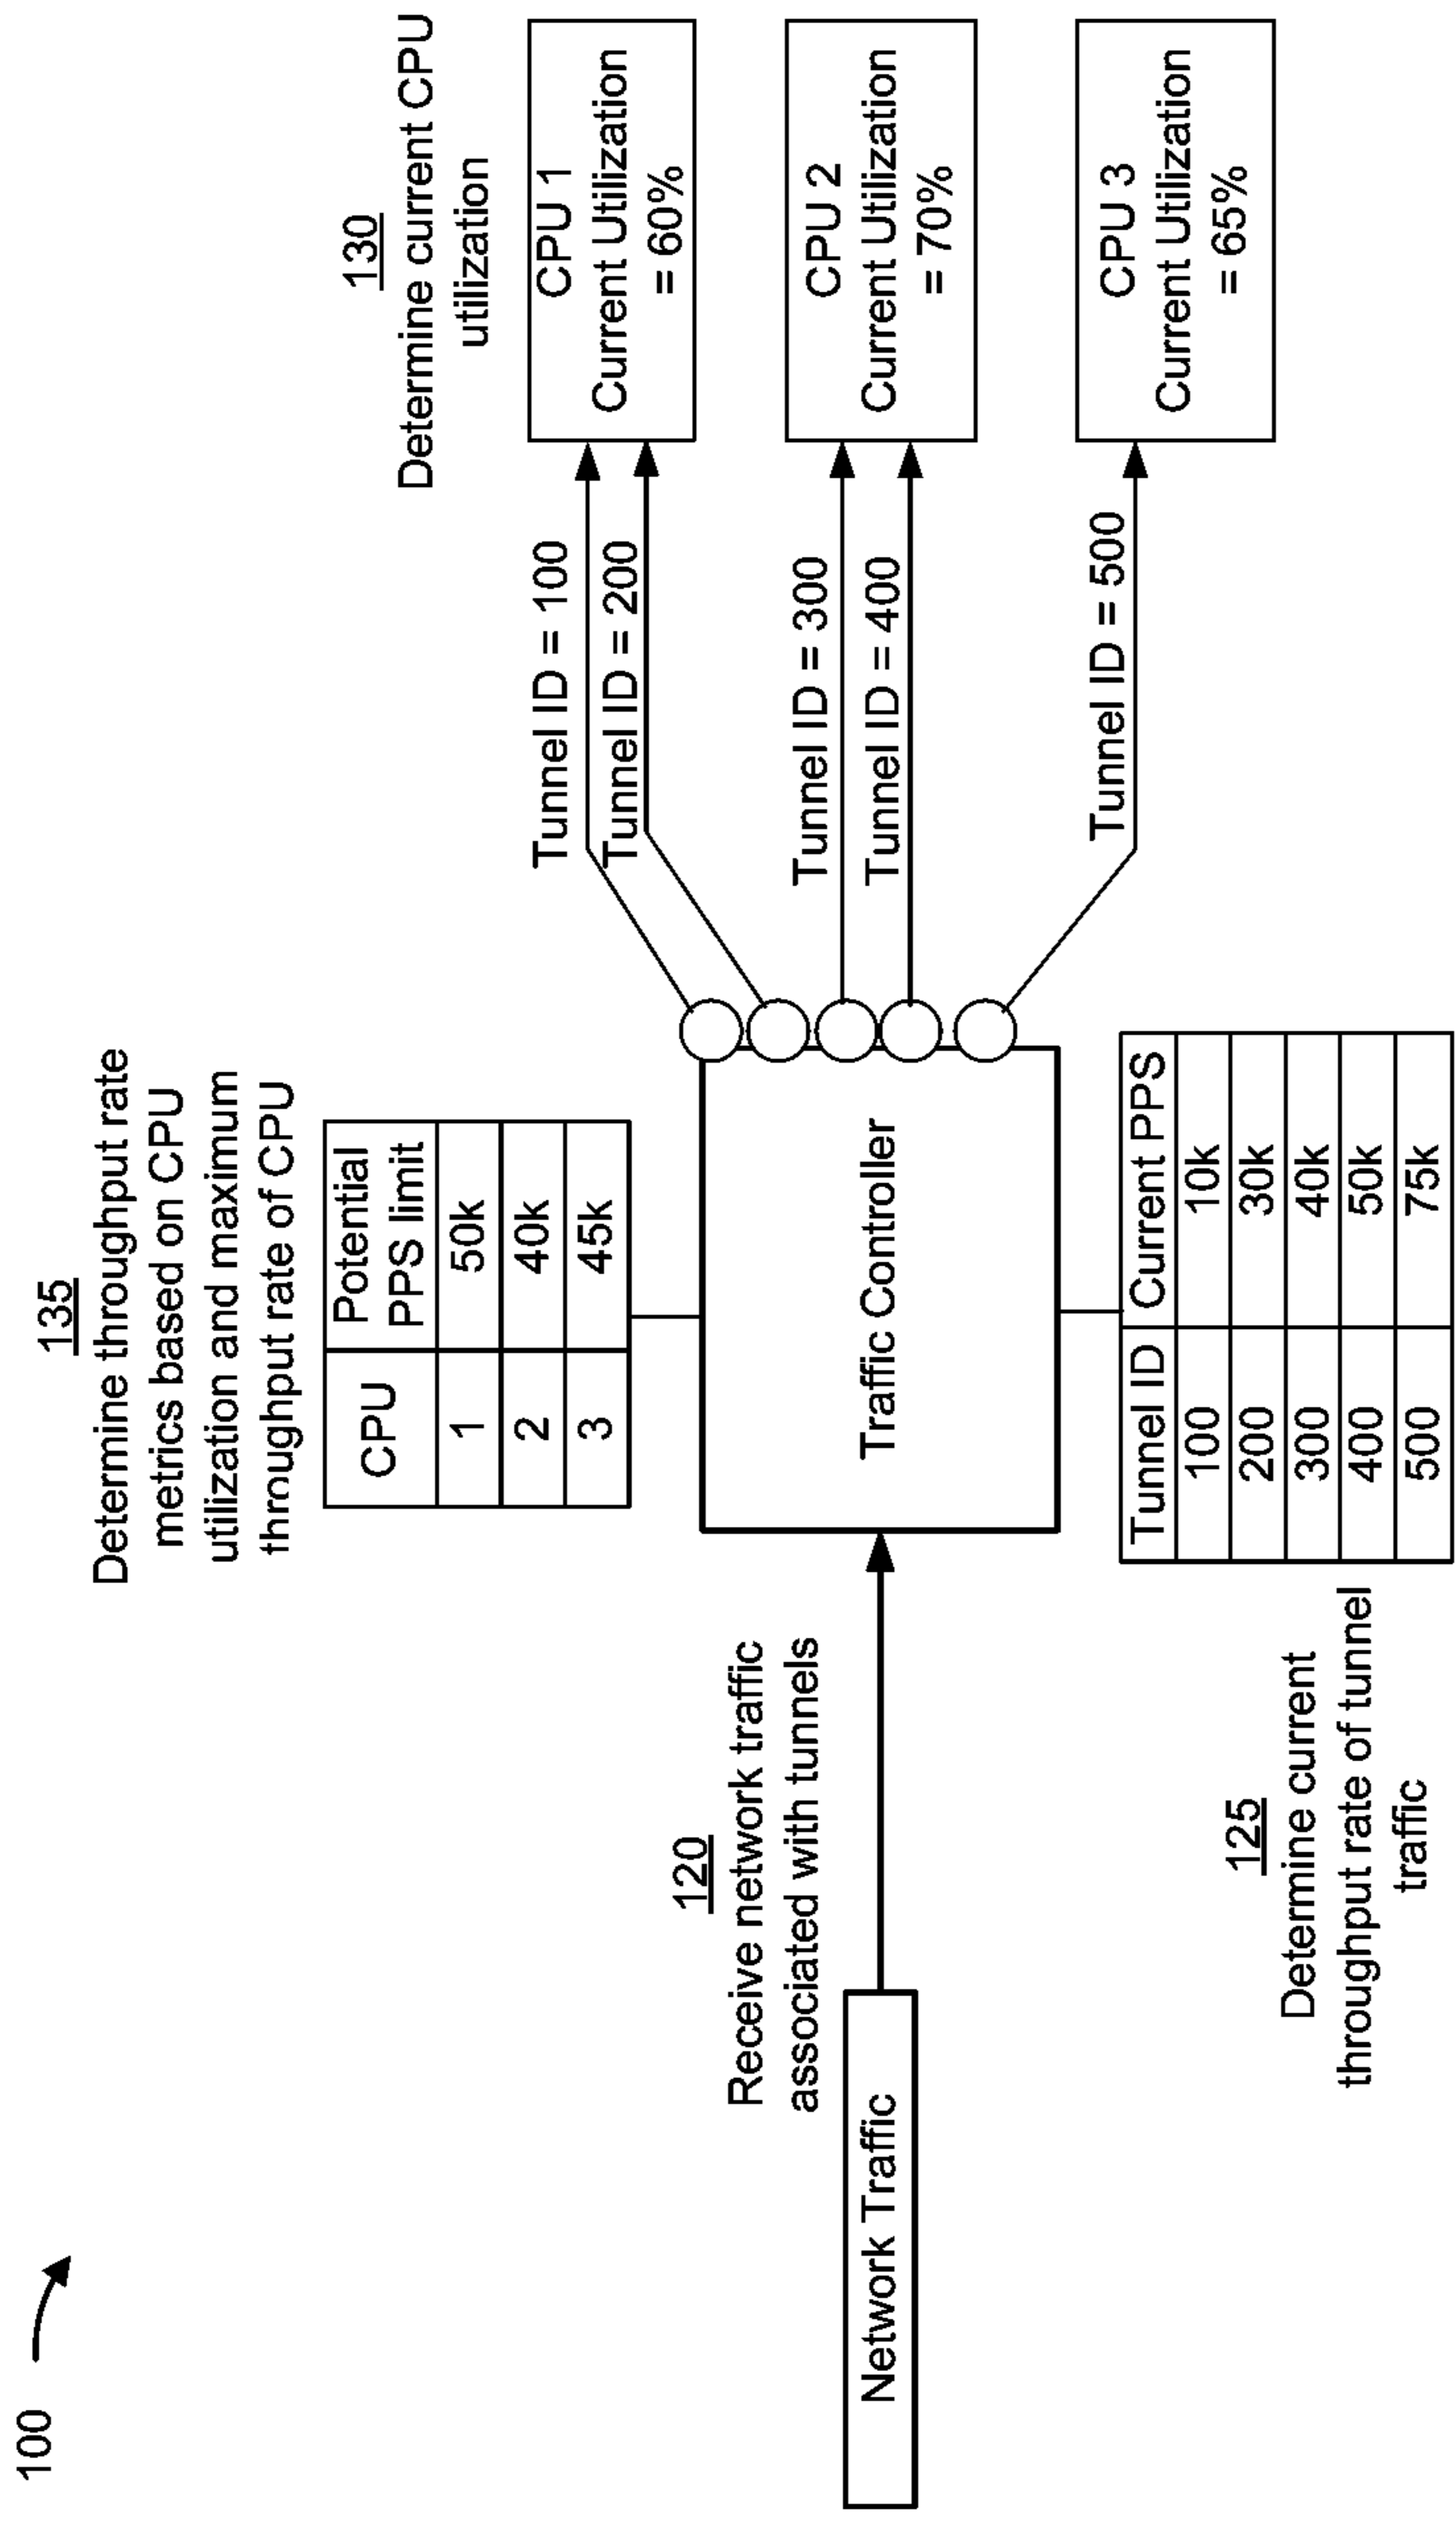 100
135
Determine throughput rate
metrics based on CPU
utilization and maximum
throughput rate of CPU
CPU Potential PPS limit
1 50k
2 40k
3 45k
130
Determine current CPU
utilization
120
Receive network traffic
associated with tunnels
Network Traffic
Traffic Controller
Tunnel ID = 100
Tunnel ID = 200
Tunnel ID = 300
Tunnel ID = 400
Tunnel ID = 500
CPU 1
Current Utilization
= 60%
CPU 2
Current Utilization
= 70%
CPU 3
Current Utilization
= 65%
125
Determine current
throughput rate of tunnel
traffic
Tunnel ID Current PPS
100 10k
200 30k
300 40k
400 50k
500 75k